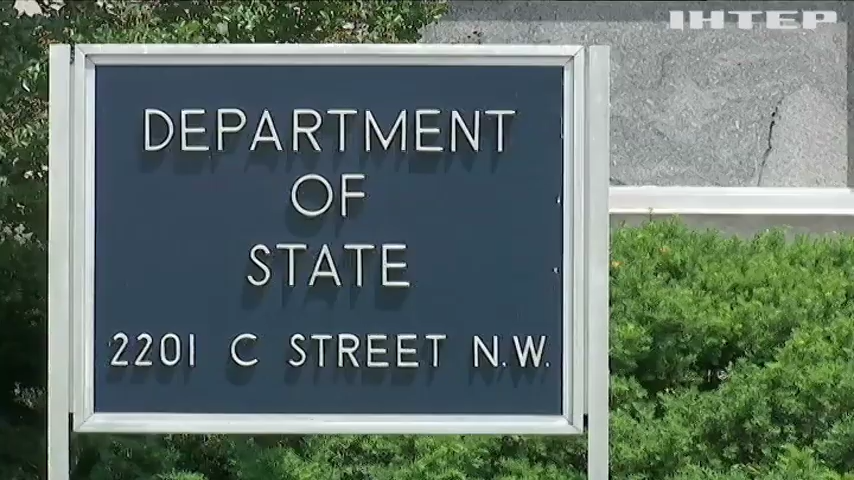 ІНТЕР
DEPARTMENT
OF
STATE
2201 C STREET N.W.